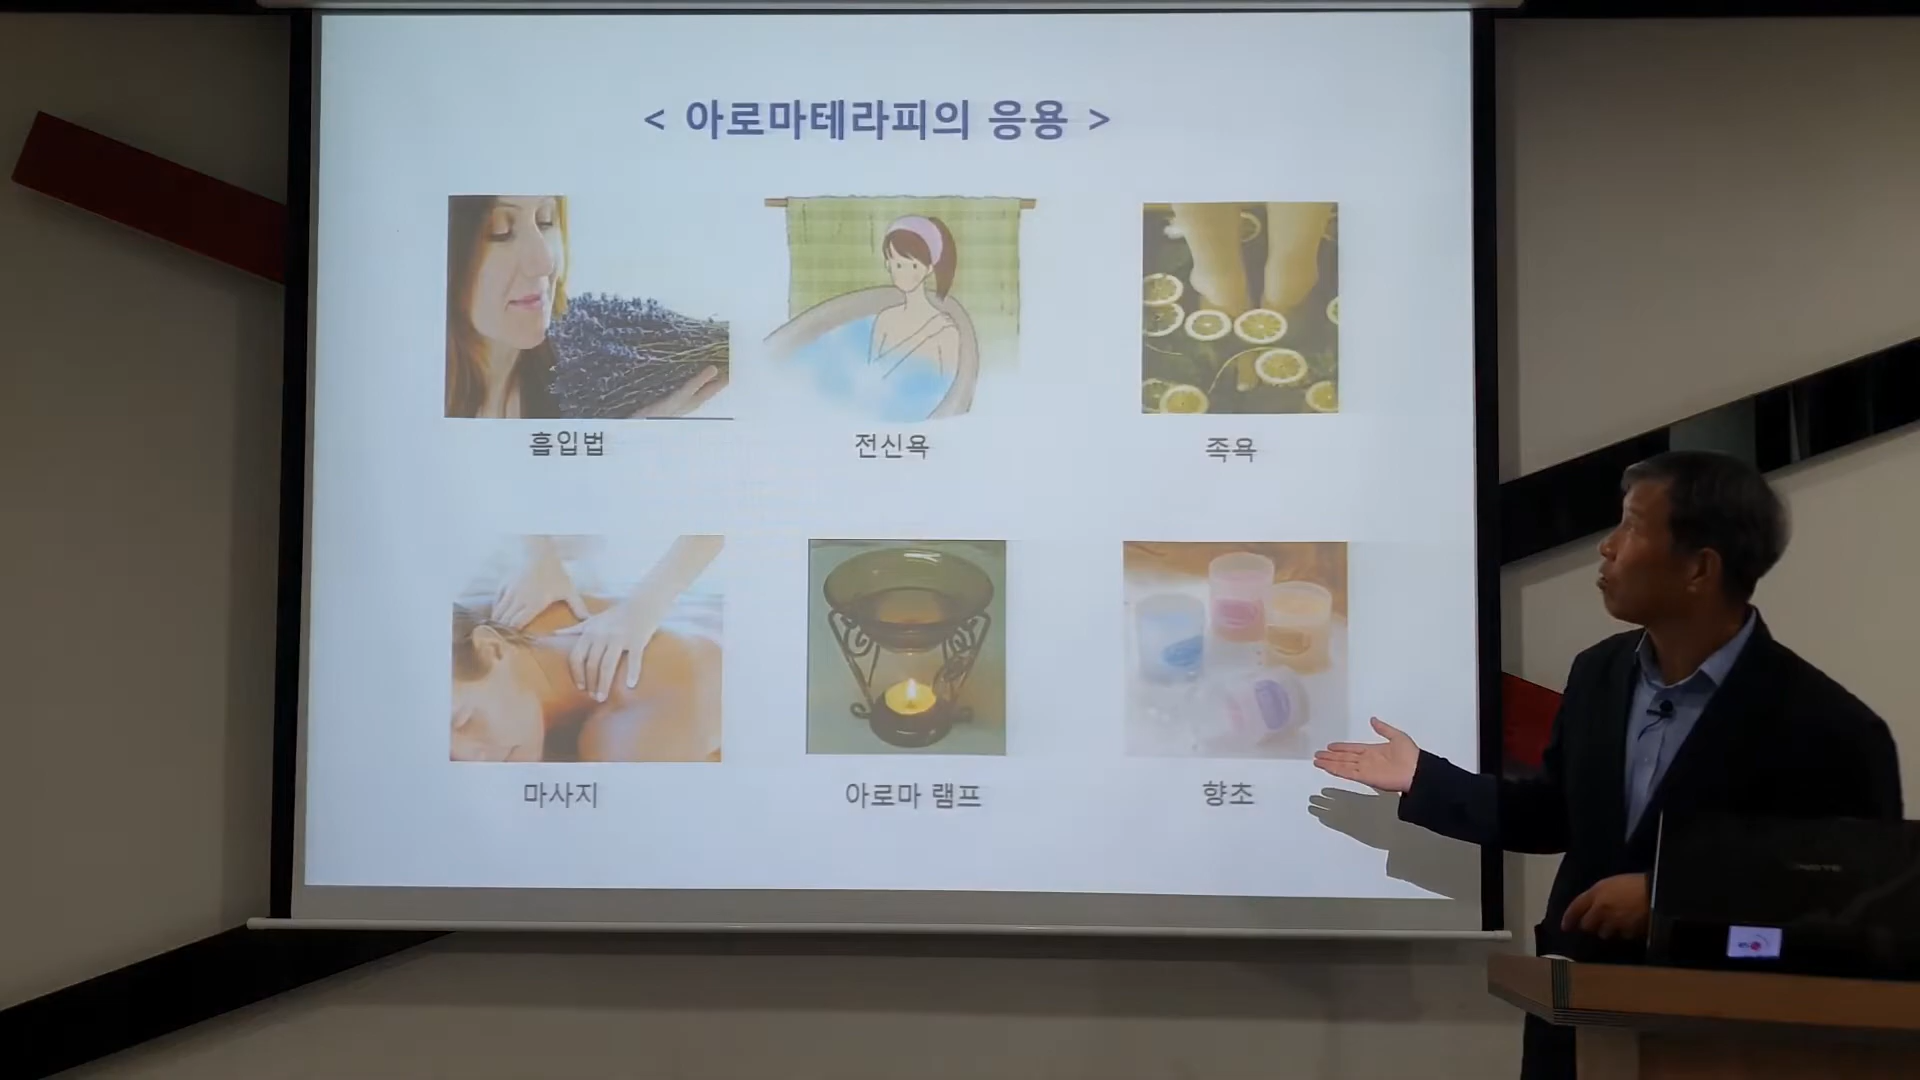 < 아로마테라피의 응용 >
흡입법
전신욕
족욕
마사지
아로마 램프
향초